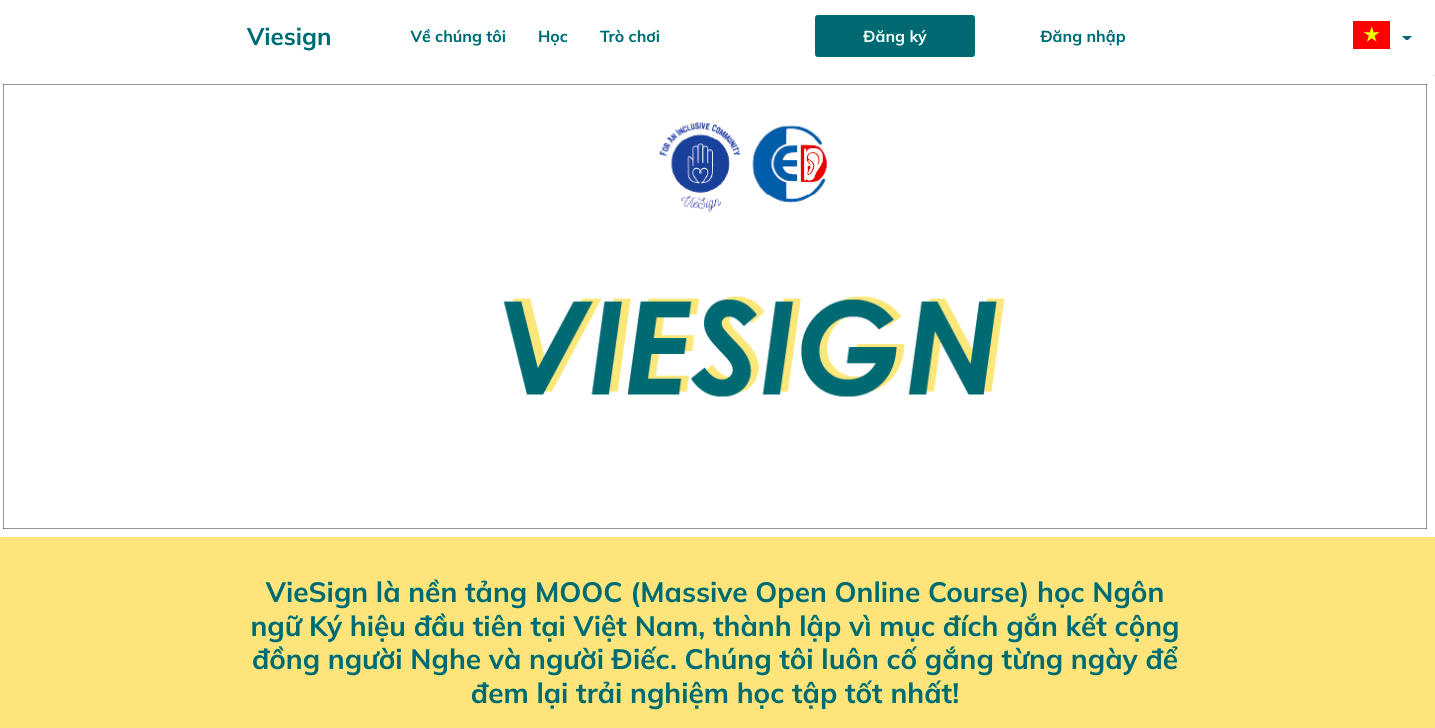 Viesign
Về chúng tôi
Học
Trò chơi
Đăng ký
Đăng nhập
FOR AN INCLUSIVE COMMUNITY
VieSign
CED
VIESIGN
VieSign là nền tảng MOOC (Massive Open Online Course) học Ngôn
ngữ Ký hiệu đầu tiên tại Việt Nam, thành lập vì mục đích gắn kết cộng
đồng người Nghe và người Điếc. Chúng tôi luôn cố gắng từng ngày để
đem lại trải nghiệm học tập tốt nhất!